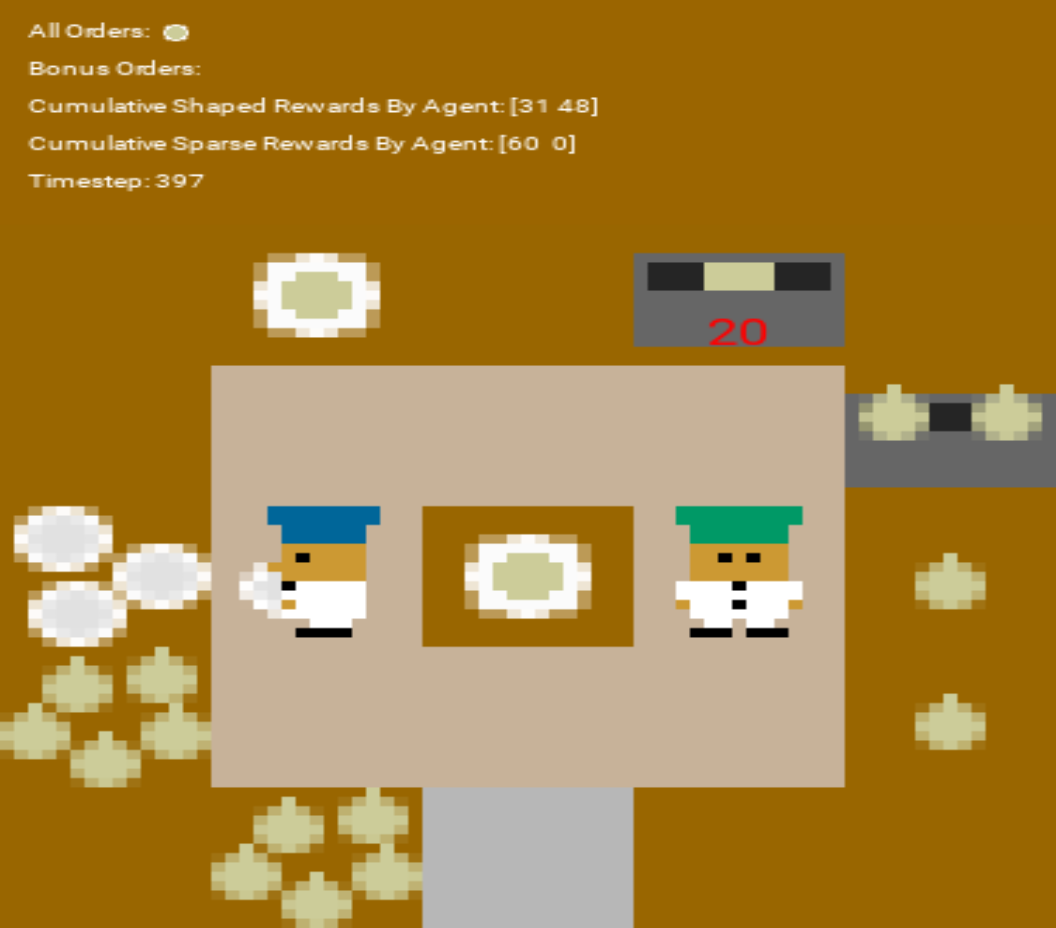 All Orders:
Bonus Orders:
Cumulative Shaped Rewards By Agent: [31 48]
Cumulative Sparse Rewards By Agent: [60  0]
Timestep: 397
20